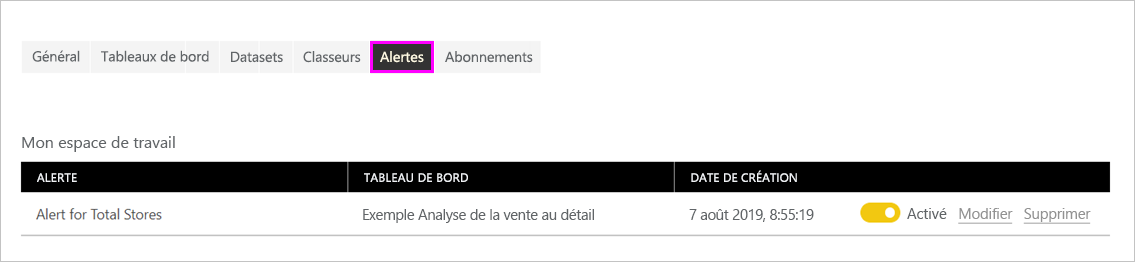 Général Tableaux de bord Datasets Classeurs Alertes Abonnements
Mon espace de travail
ALERTE TABLEAU DE BORD DATE DE CRÉATION
Alert for Total Stores Exemple Analyse de la vente au détail 7 août 2019, 8:55:19 Activé Modifier Supprimer